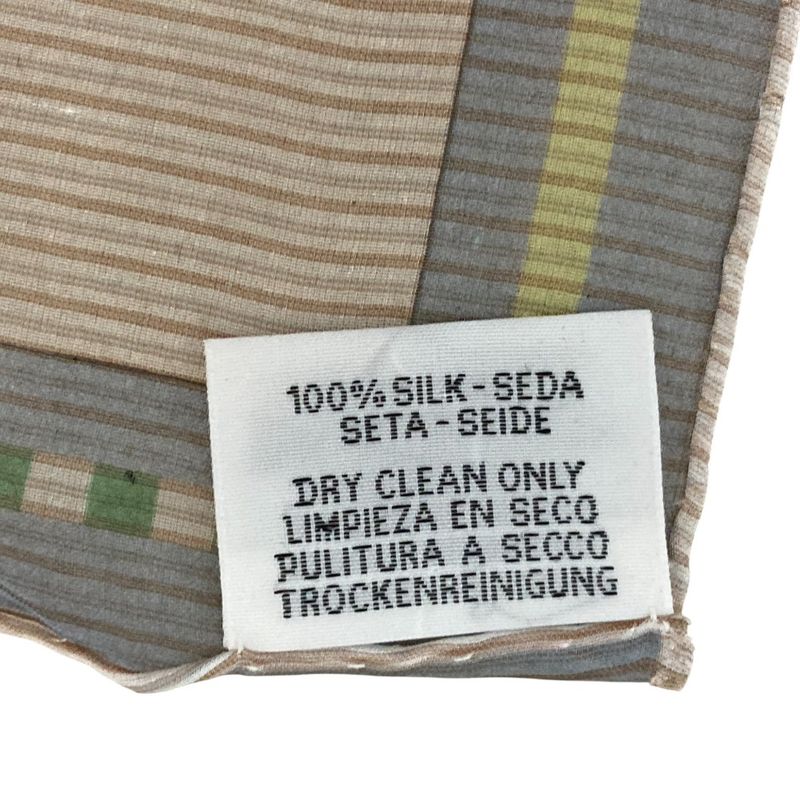 100% SILK - SEDA
SETA - SEIDE
DRY CLEAN ONLY
LIMPIEZA EN SECO
PULITURA A SECCO
TROCKENREINIGUNG